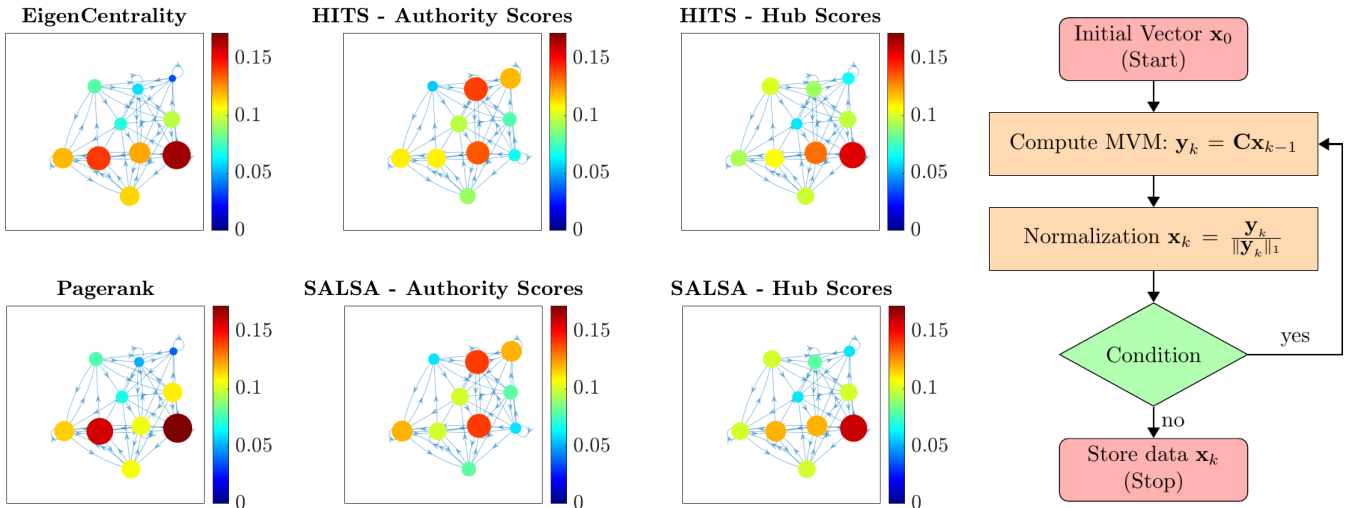 EigenCentrality
0.15
0.1
0.05
0
HITS - Authority Scores
0.15
0.1
0.05
0
HITS - Hub Scores
0.15
0.1
0.05
0
Pagerank
0.15
0.1
0.05
0
SALSA - Authority Scores
0.15
0.1
0.05
0
SALSA - Hub Scores
0.15
0.1
0.05
0
Initial Vector x₀
(Start)
Compute MVM: yₖ = Cxₖ₋₁
Normalization xₖ = yₖ / ‖yₖ‖₁
Condition
yes
no
Store data xₖ
(Stop)